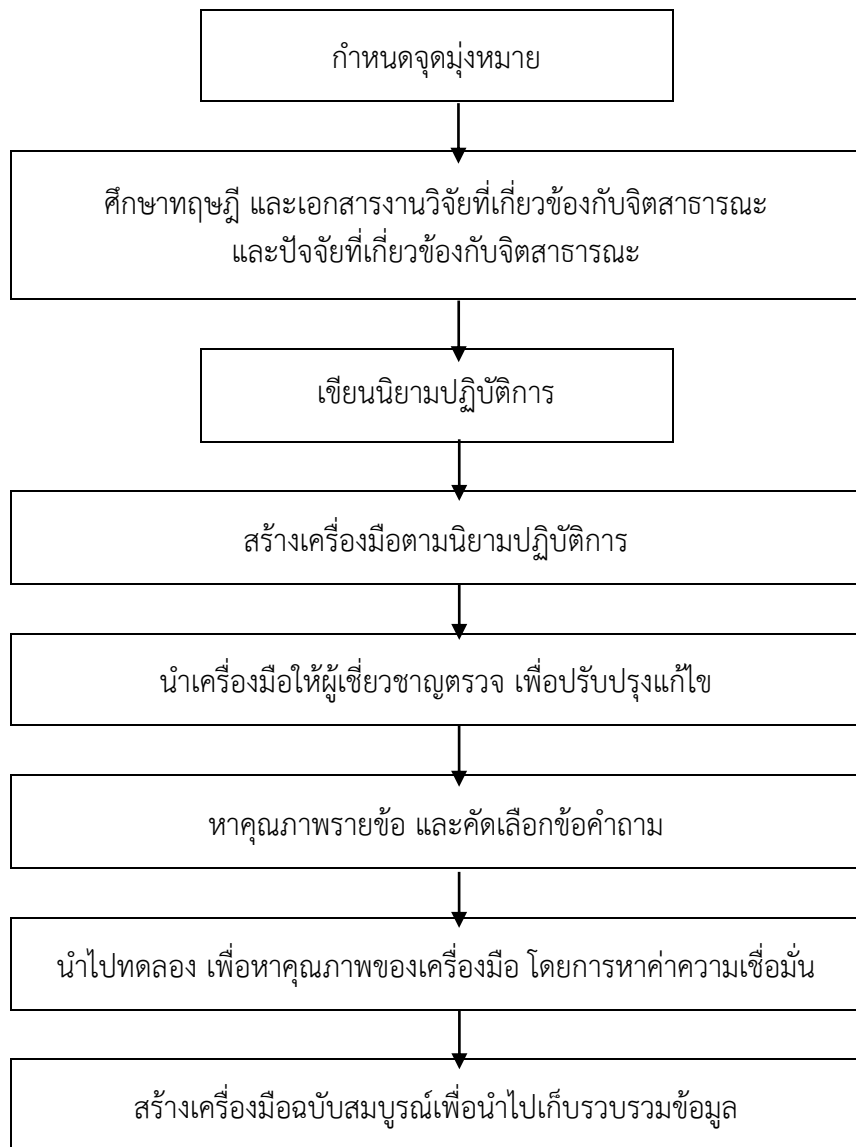 กำหนดจุดมุ่งหมาย
ศึกษาทฤษฎี และเอกสารงานวิจัยที่เกี่ยวข้องกับจิตสาธารณะ
และปัจจัยที่เกี่ยวข้องกับจิตสาธารณะ
เขียนนิยามปฏิบัติการ
สร้างเครื่องมือตามนิยามปฏิบัติการ
นำเครื่องมือให้ผู้เชี่ยวชาญตรวจ เพื่อปรับปรุงแก้ไข
หาคุณภาพรายข้อ และคัดเลือกข้อคำถาม
นำไปทดลอง เพื่อหาคุณภาพของเครื่องมือ โดยการหาค่าความเชื่อมั่น
สร้างเครื่องมือฉบับสมบูรณ์เพื่อนำไปเก็บรวบรวมข้อมูล